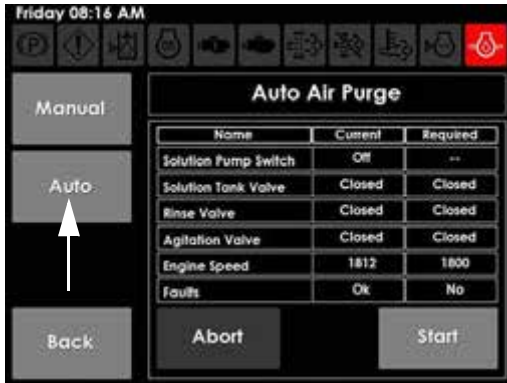 Friday 08:16 AM
Manual
Auto
Back
Auto Air Purge
Name Current Required
Solution Pump Switch Off --
Solution Tank Valve Closed Closed
Rinse Valve Closed Closed
Agitation Valve Closed Closed
Engine Speed 1812 1800
Faults Ok No
Abort Start